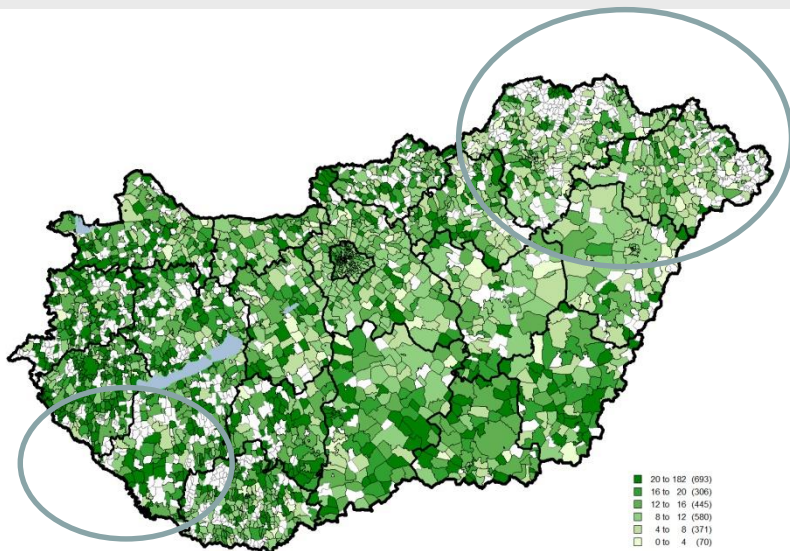 20 to 182 (693)
16 to 20 (306)
12 to 16 (445)
8 to 12 (580)
4 to 8 (371)
0 to 4 (70)